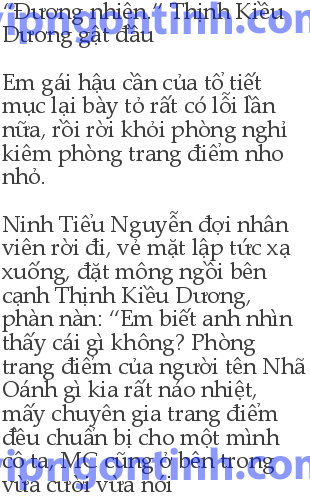 “Đương nhiên.” Thịnh Kiều
Dương gật đầu
Em gái hậu cần của tổ tiết
mục lại bày tỏ rất có lỗi lần
nữa, rồi rời khỏi phòng nghỉ
kiêm phòng trang điểm nho
nhỏ.
Ninh Tiểu Nguyễn đợi nhân
viên rời đi, vẻ mặt lập tức xạ
xuống, đặt mông ngồi bên
cạnh Thịnh Kiều Dương,
phàn nàn: “Em biết anh nhìn
thấy cái gì không? Phòng
trang điểm của người tên Nhã
Oánh gì kia rất náo nhiệt,
mấy chuyên gia trang điểm
đều chuẩn bị cho một mình
cô ta, MC cũng ở bên trong
vừa cười vừa nói
vipngontinh.com
vipngontinh.com